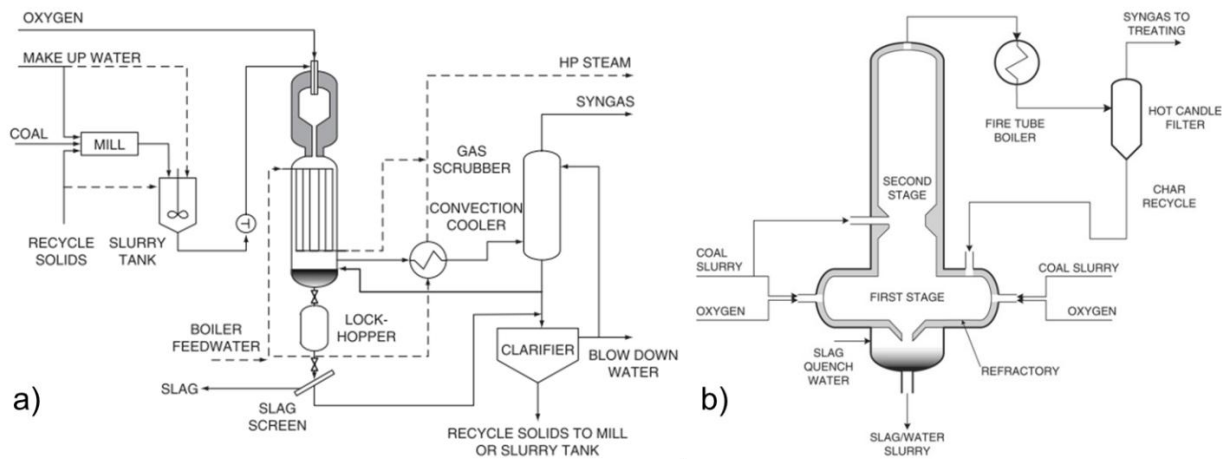 OXYGEN
MAKE UP WATER
COAL
MILL
RECYCLE
SOLIDS
SLURRY
TANK
HP STEAM
SYNGAS
GAS
SCRUBBER
CONVECTION
COOLER
BOILER
FEEDWATER
LOCK-
HOPPER
CLARIFIER
BLOW DOWN
WATER
SLAG
SLAG
SCREEN
RECYCLE SOLIDS TO MILL
OR SLURRY TANK
a)
SYNGAS TO
TREATING
FIRE TUBE
BOILER
HOT CANDLE
FILTER
SECOND
STAGE
CHAR
RECYCLE
COAL
SLURRY
OXYGEN
FIRST STAGE
COAL SLURRY
OXYGEN
SLAG
QUENCH
WATER
REFRACTORY
SLAG/WATER
SLURRY
b)